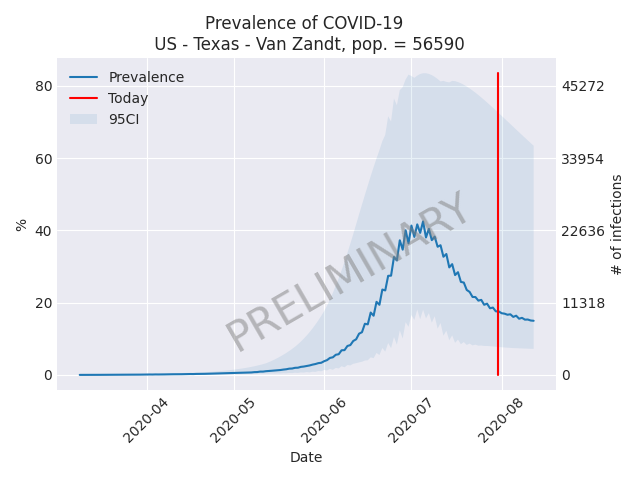 Prevalence of COVID-19
US - Texas - Van Zandt, pop. = 56590
Prevalence
Today
95CI
80
60
40
20
0
%
45272
33954
22636
11318
0
# of infections
PRELIMINARY
2020-04
2020-05
2020-06
2020-07
2020-08
Date